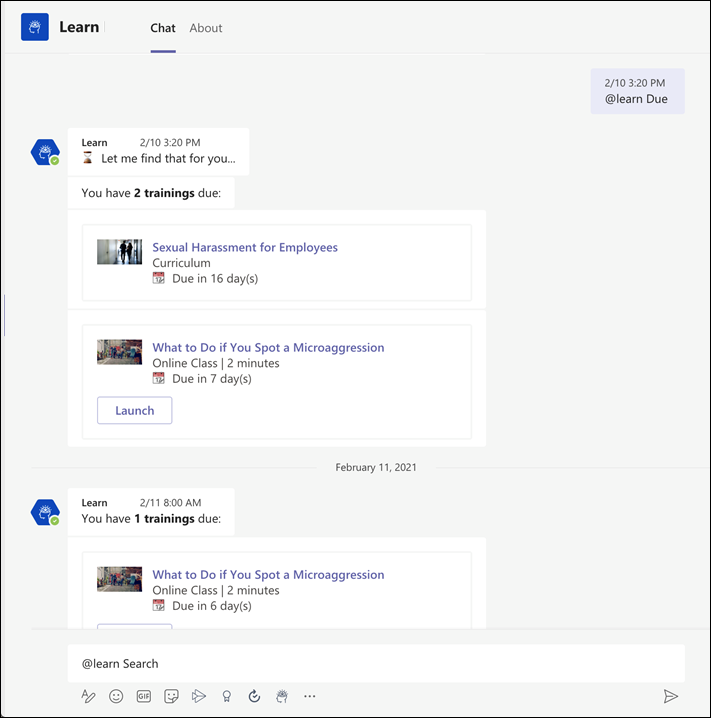 Learn
Chat
About
2/10 3:20 PM
@learn Due
Learn 2/10 3:20 PM
Let me find that for you...
You have 2 trainings due:
Sexual Harassment for Employees
Curriculum
Due in 16 day(s)
What to Do if You Spot a Microaggression
Online Class | 2 minutes
Due in 7 day(s)
Launch
February 11, 2021
Learn 2/11 8:00 AM
You have 1 trainings due:
What to Do if You Spot a Microaggression
Online Class | 2 minutes
Due in 6 day(s)
@learn Search
GIF